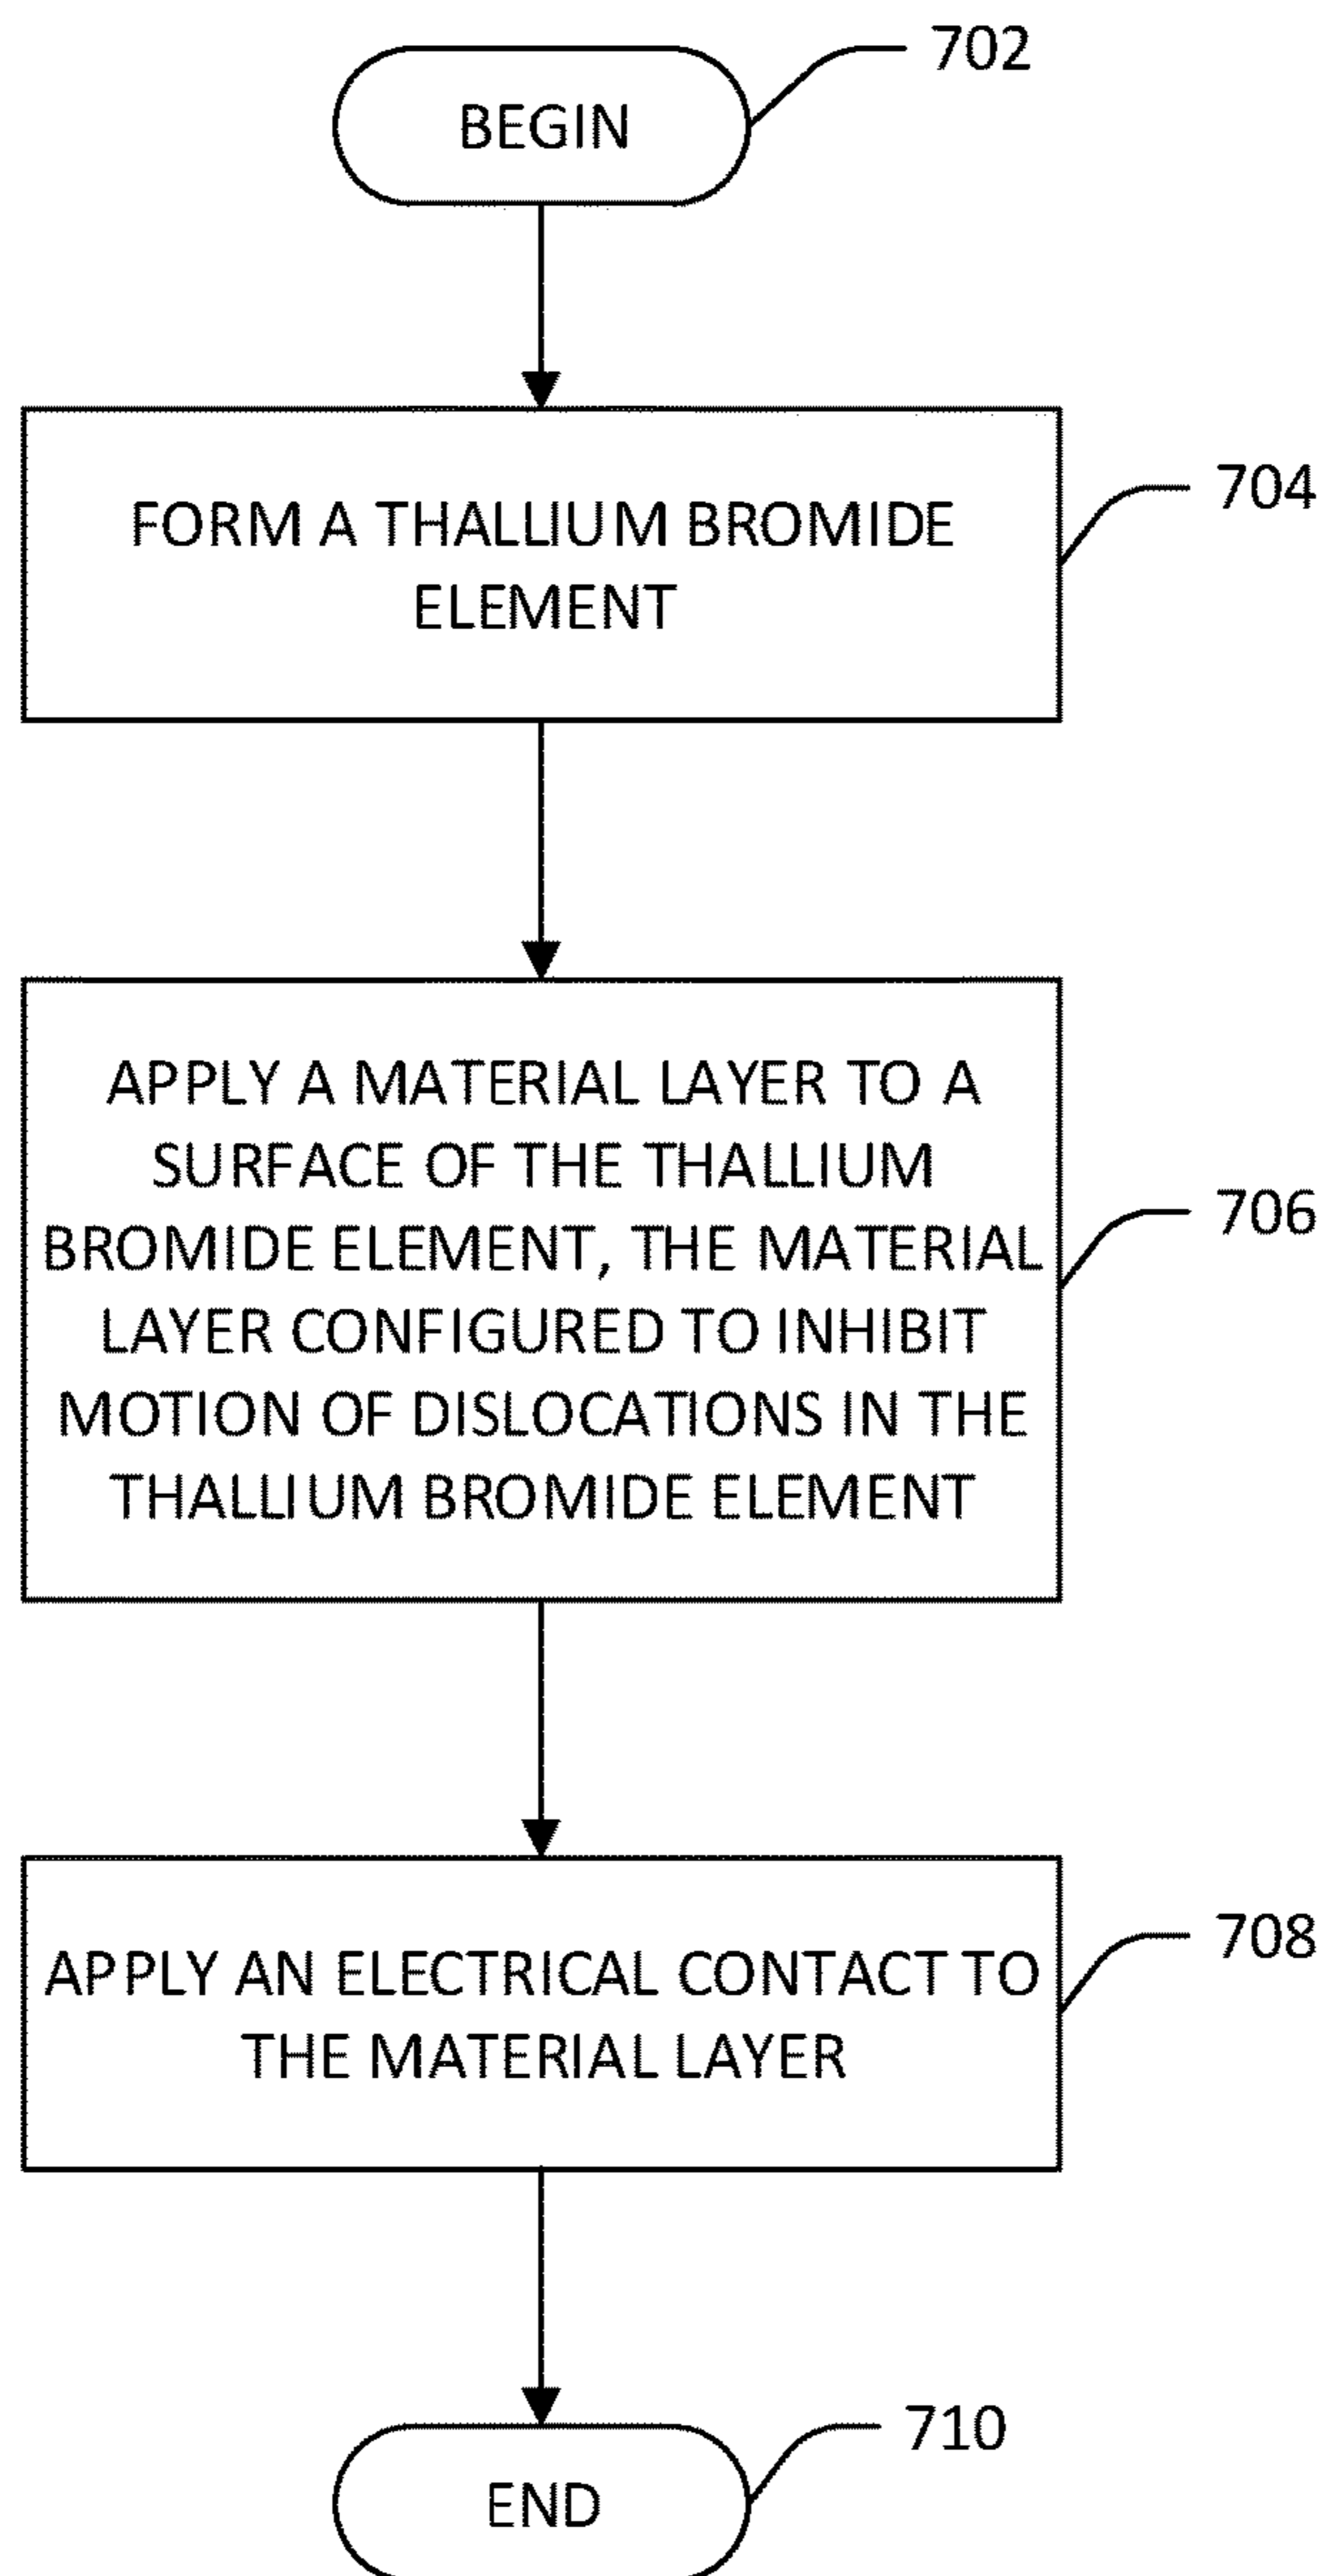 702
BEGIN
704
FORM A THALLIUM BROMIDE
ELEMENT
706
APPLY A MATERIAL LAYER TO A
SURFACE OF THE THALLIUM
BROMIDE ELEMENT, THE MATERIAL
LAYER CONFIGURED TO INHIBIT
MOTION OF DISLOCATIONS IN THE
THALLIUM BROMIDE ELEMENT
708
APPLY AN ELECTRICAL CONTACT TO
THE MATERIAL LAYER
710
END